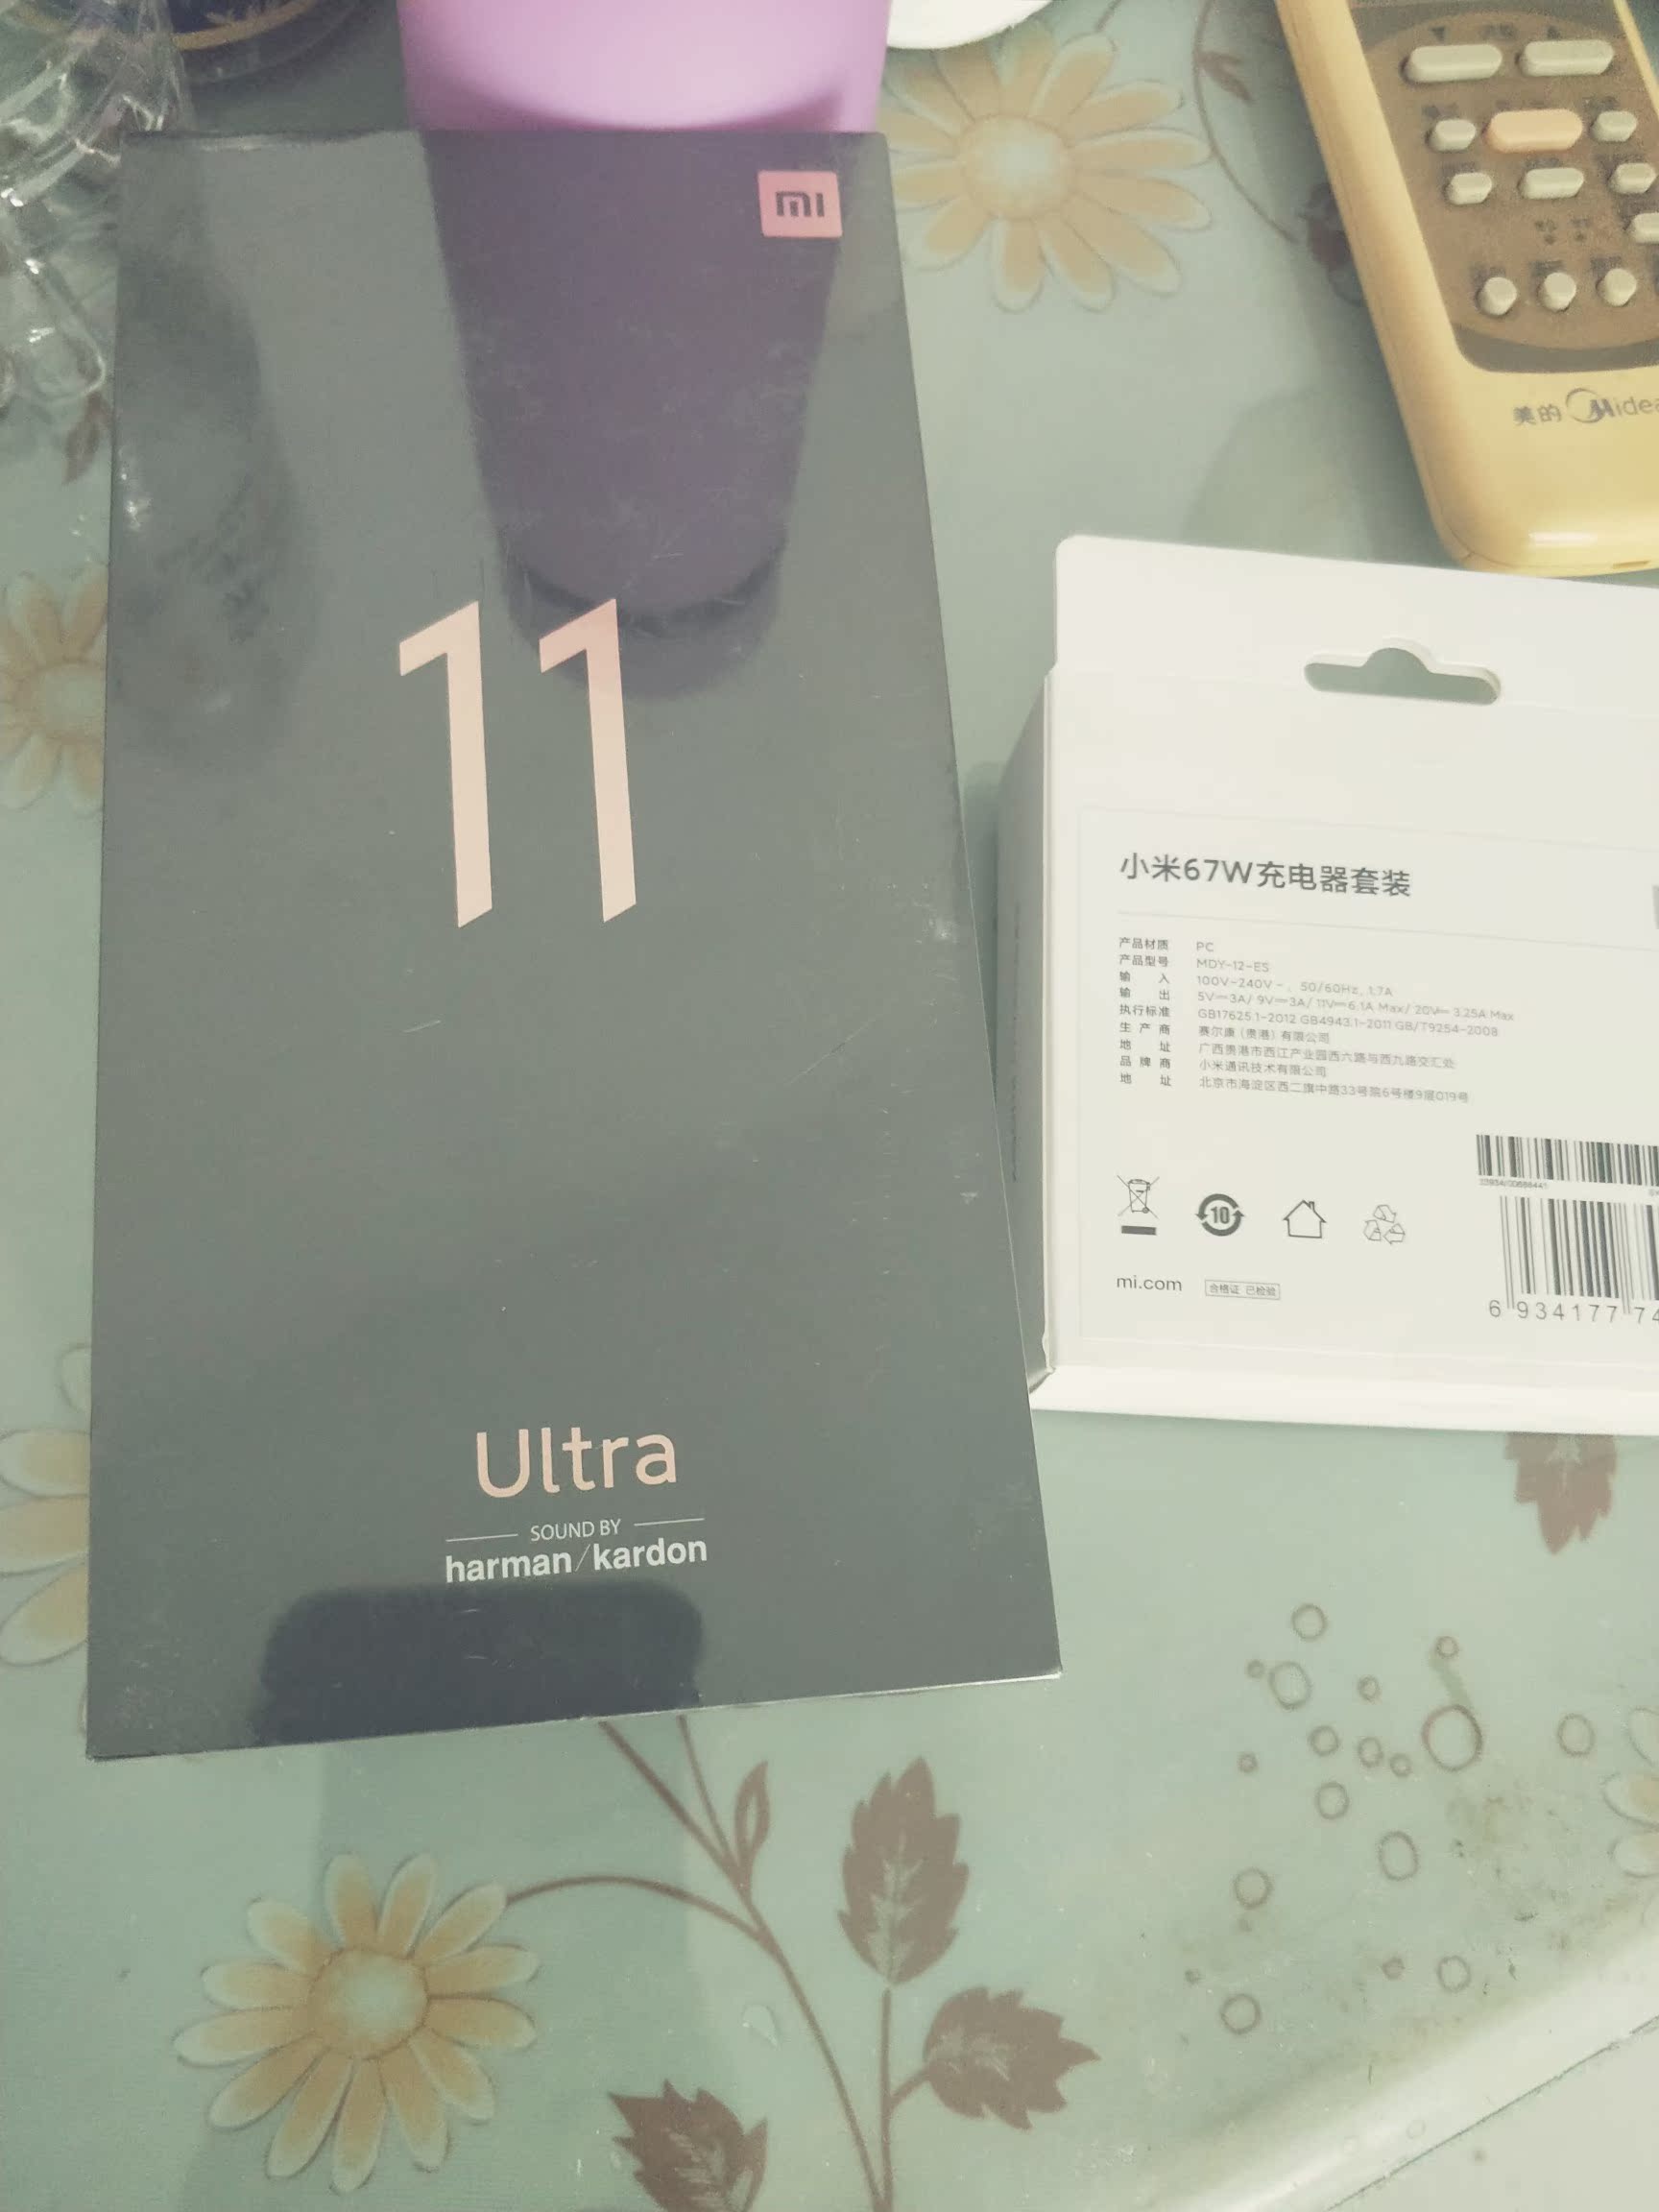 mi
11
Ultra
SOUND BY
harman/kardon
美的 Midea
小米67W充电器套装
产品材质 PC
产品型号 MDY-12-ES
输 入 100V-240V~, 50/60Hz, 1.7A
输 出 5V⎓3A/ 9V⎓3A/ 11V⎓6.1A Max/ 20V⎓3.25A Max
执行标准 GB17625.1-2012 GB4943.1-2011 GB/T9254-2008
生 产 商 赛尔康（贵港）有限公司
地 址 广西贵港市西江产业园西六路与西九路交汇处
品 牌 商 小米通讯技术有限公司
地 址 北京市海淀区西二旗中路33号院6号楼9层019号
10
mi.com 合格证 已检验
6 934177 74